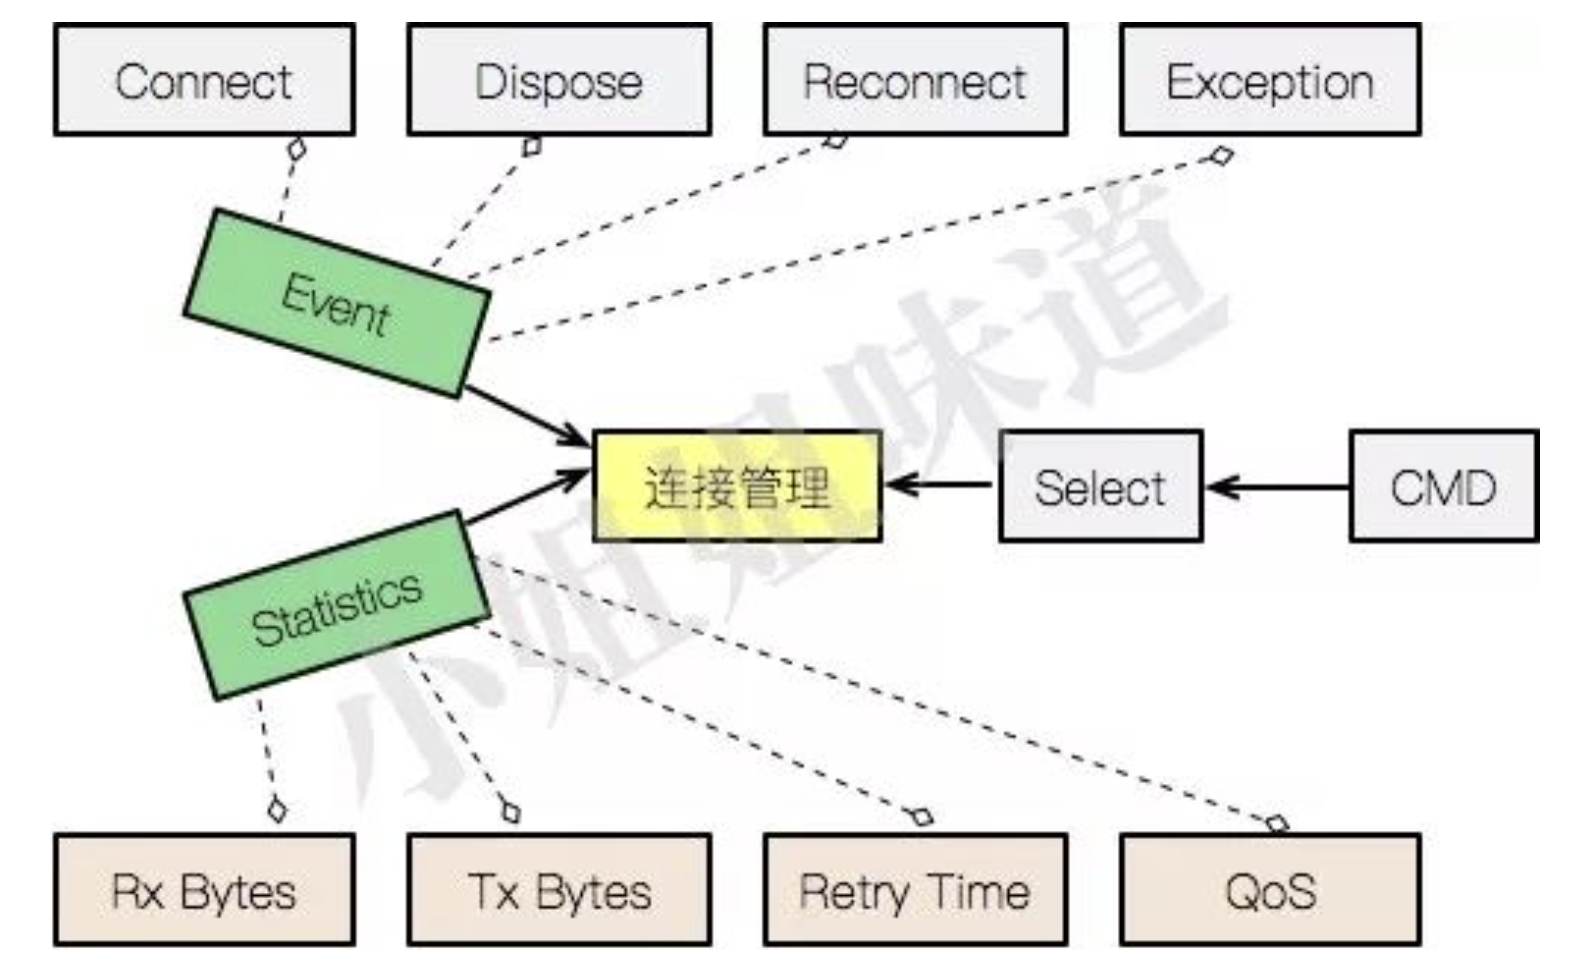 Connect
Dispose
Reconnect
Exception
Event
连接管理
Select
CMD
Statistics
Rx Bytes
Tx Bytes
Retry Time
QoS
小姐姐味道